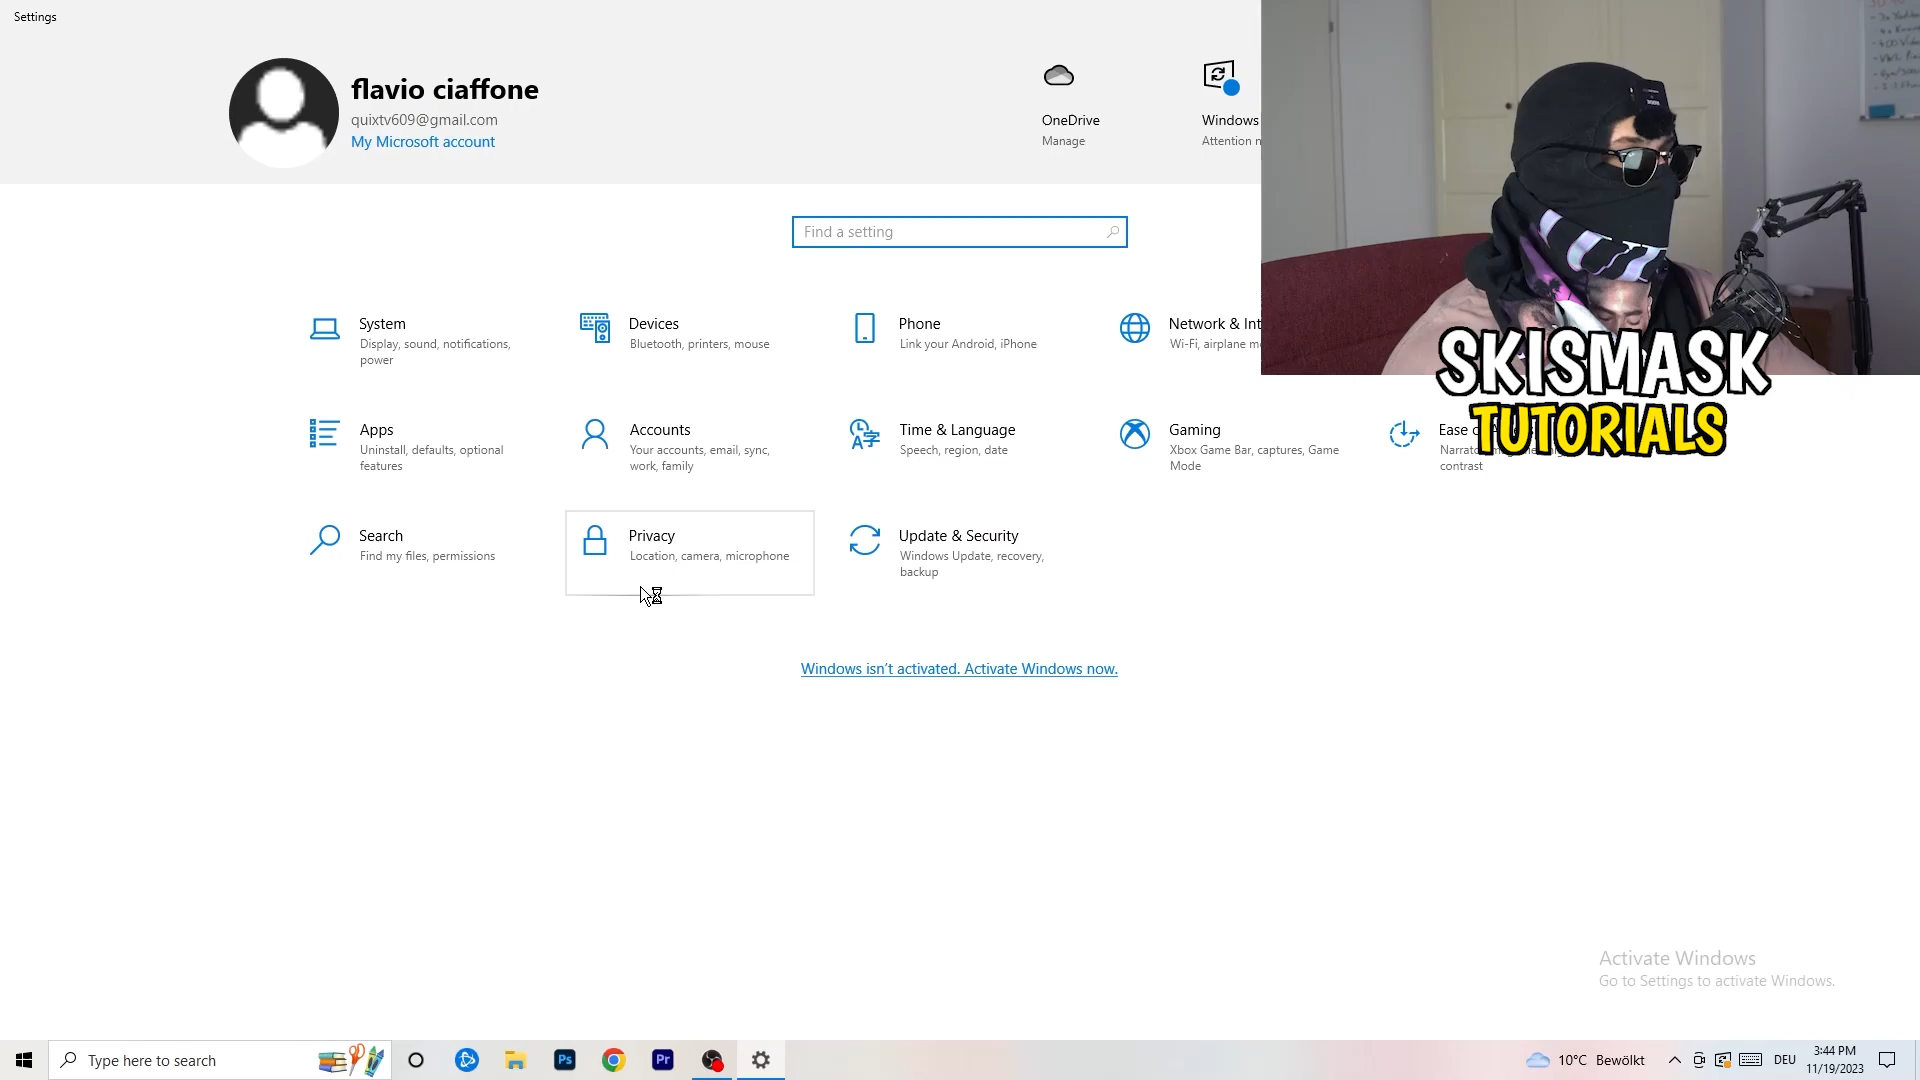 Settings
flavio ciaffone
quixtv609@gmail.com
My Microsoft account
OneDrive
Manage
Windows
Attention
Find a setting
System
Display, sound, notifications,
power
Devices
Bluetooth, printers, mouse
Phone
Link your Android, iPhone
Network & Int
Wi-Fi, airplane
SKISMASK
TUTORIALS
Apps
Uninstall, defaults, optional
features
Accounts
Your accounts, email, sync,
work, family
Time & Language
Speech, region, date
Gaming
Xbox Game Bar, captures, Game
Mode
Ease
contrast
Search
Find my files, permissions
Privacy
Location, camera, microphone
Update & Security
Windows Update, recovery,
backup
Windows isn't activated. Activate Windows now.
Activate Windows
Go to Settings to activate Windows.
Type here to search
Ps
Pr
10°C Bewölkt
DEU
3:44 PM
11/19/2023